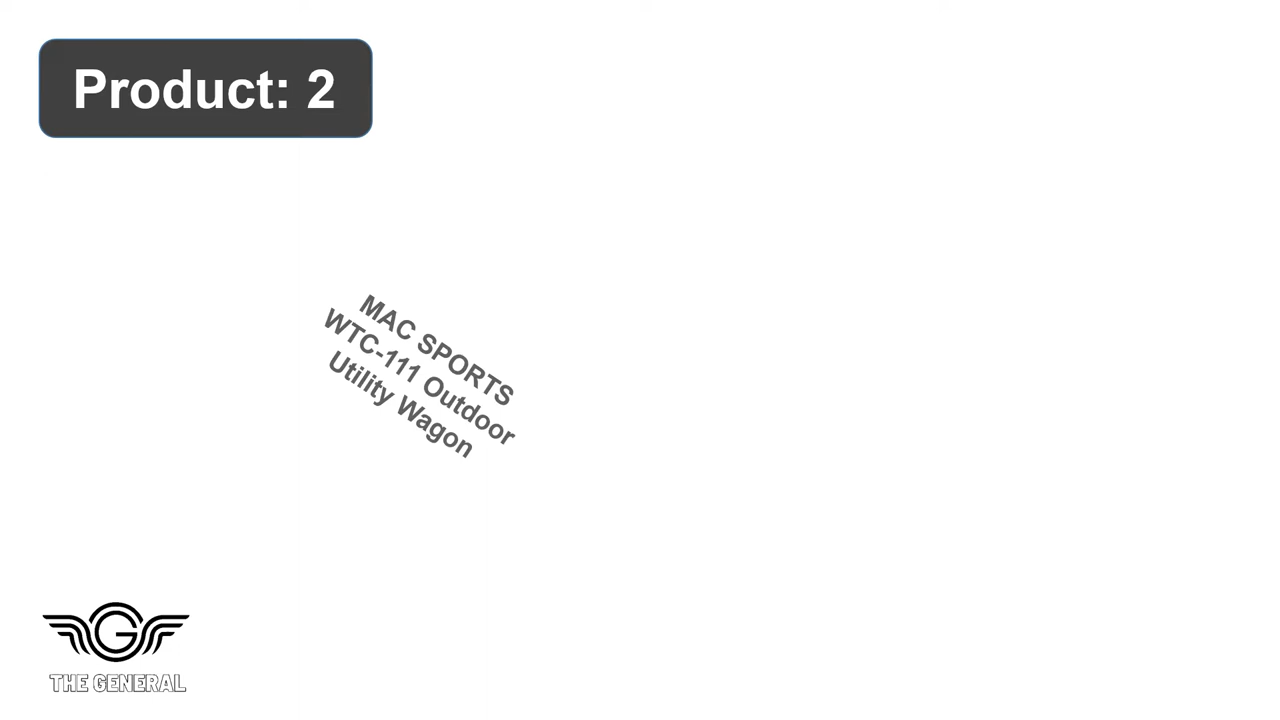 Product: 2
MAC SPORTS
WTC-111 Outdoor
Utility Wagon
G
THE GENERAL